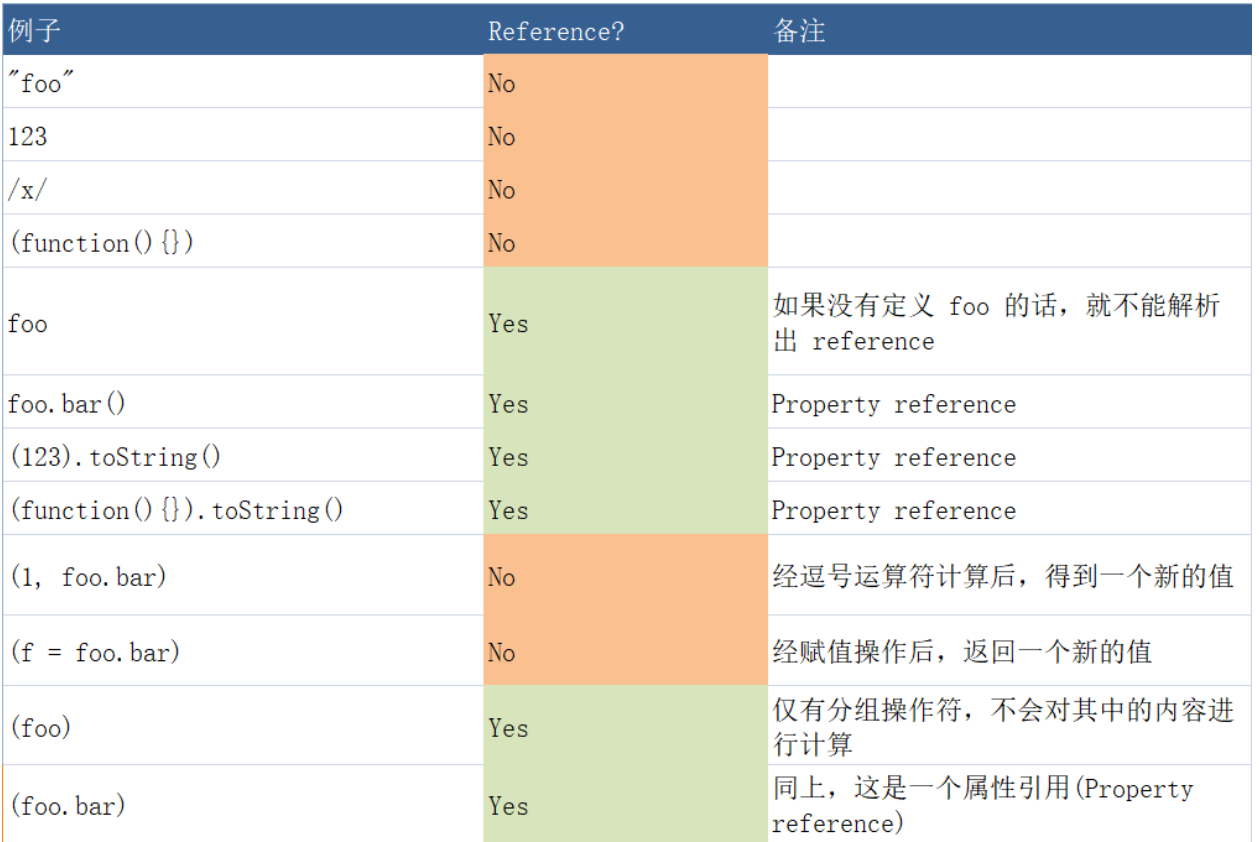 例子 Reference? 备注
"foo" No
123 No
/x/ No
(function(){}) No
foo Yes 如果没有定义 foo 的话，就不能解析
出 reference
foo.bar() Yes Property reference
(123).toString() Yes Property reference
(function(){}).toString() Yes Property reference
(1, foo.bar) No 经逗号运算符计算后，得到一个新的值
(f = foo.bar) No 经赋值操作后，返回一个新的值
(foo) Yes 仅有分组操作符，不会对其中的内容进
行计算
(foo.bar) Yes 同上，这是一个属性引用(Property
reference)